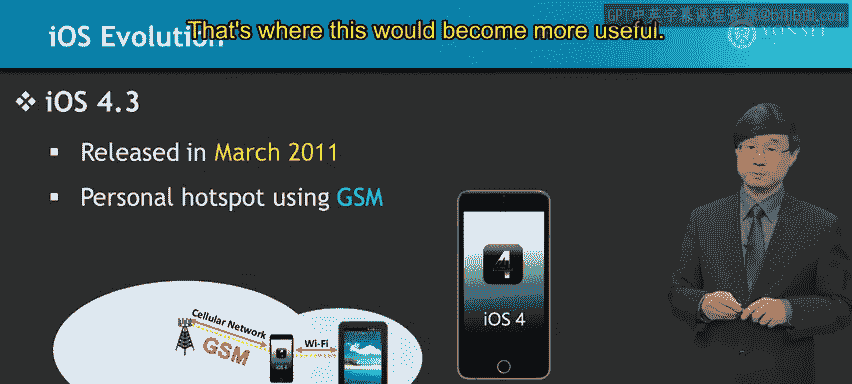 That's where this would become more useful.
iOS Evolution
❖ iOS 4.3
▪ Released in March 2011
▪ Personal hotspot using GSM
4
iOS 4
Cellular Network
GSM
Wi-Fi
4